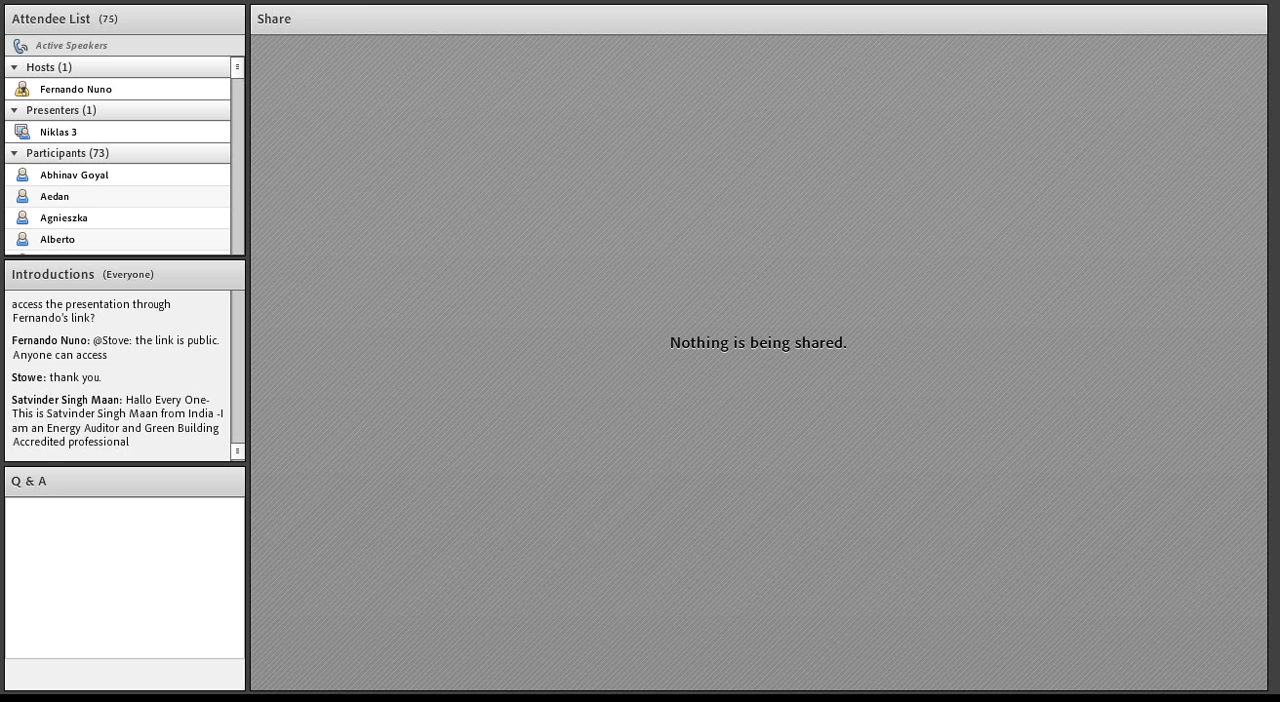 Attendee List (75)
Active Speakers
Hosts (1)
Fernando Nuno
Presenters (1)
Niklas 3
Participants (73)
Abhinav Goyal
Aedan
Agnieszka
Alberto
Introductions (Everyone)
access the presentation through
Fernando's link?
Fernando Nuno: @Stove: the link is public.
Anyone can access
Stowe: thank you.
Satvinder Singh Maan: Hallo Every One-
This is Satvinder Singh Maan from India -I
am an Energy Auditor and Green Building
Accredited professional
Q & A
Share
Nothing is being shared.